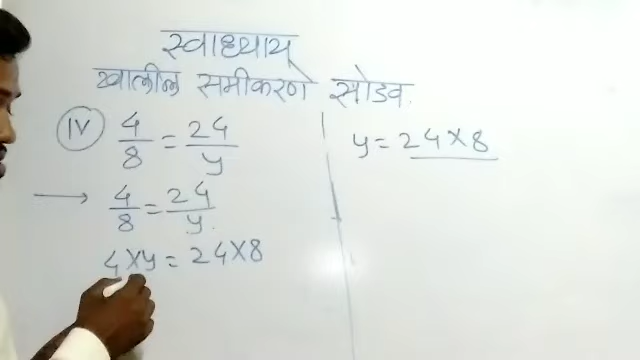 स्वाध्याय
खालील समीकरणे सोडव.
IV 4/8 = 24/y
→ 4/8 = 24/y
4×y = 24×8
y = 24×8